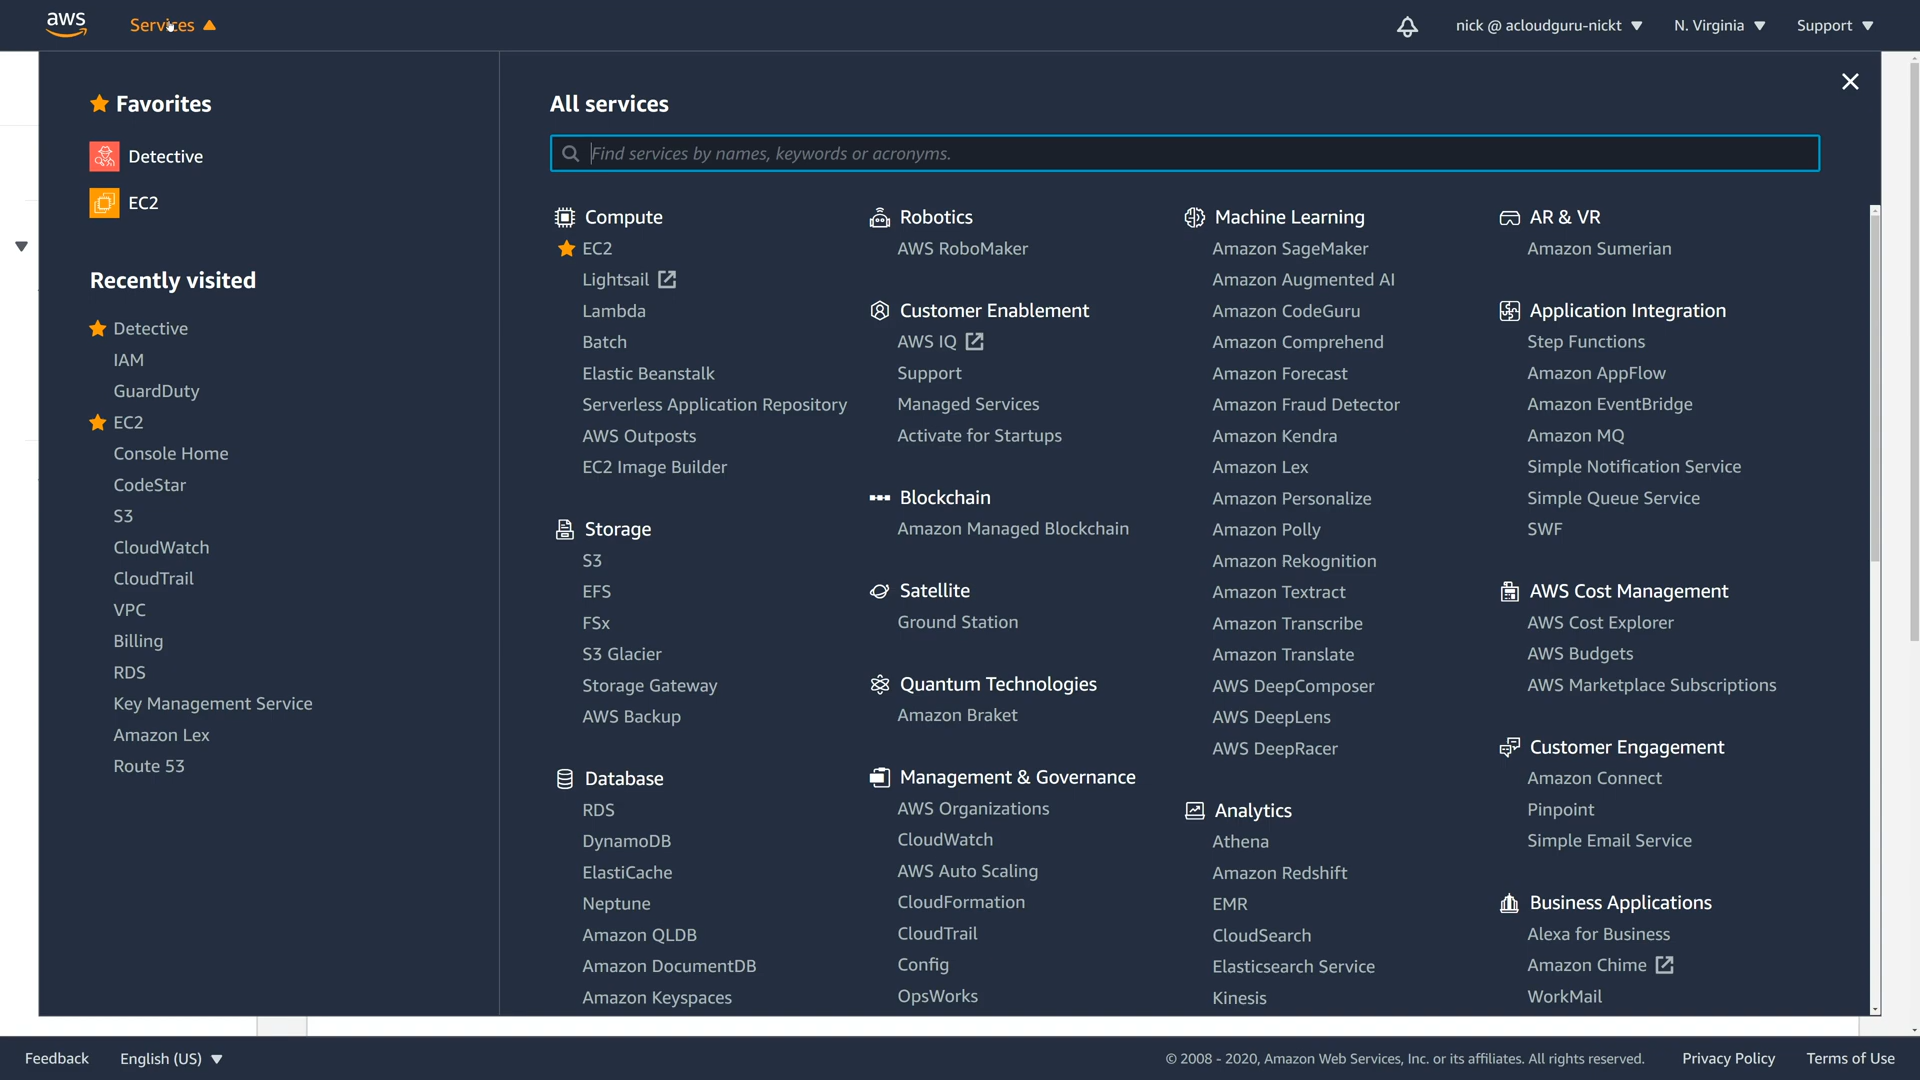 aws
Services
nick @ acloudguru-nickt
N. Virginia
Support
Favorites
Detective
EC2
Recently visited
Detective
IAM
GuardDuty
EC2
Console Home
CodeStar
S3
CloudWatch
CloudTrail
VPC
Billing
RDS
Key Management Service
Amazon Lex
Route 53
All services
Find services by names, keywords or acronyms.
Compute
EC2
Lightsail
Lambda
Batch
Elastic Beanstalk
Serverless Application Repository
AWS Outposts
EC2 Image Builder
Storage
S3
EFS
FSx
S3 Glacier
Storage Gateway
AWS Backup
Database
RDS
DynamoDB
ElastiCache
Neptune
Amazon QLDB
Amazon DocumentDB
Amazon Keyspaces
Robotics
AWS RoboMaker
Customer Enablement
AWS IQ
Support
Managed Services
Activate for Startups
Blockchain
Amazon Managed Blockchain
Satellite
Ground Station
Quantum Technologies
Amazon Braket
Management & Governance
AWS Organizations
CloudWatch
AWS Auto Scaling
CloudFormation
CloudTrail
Config
OpsWorks
Machine Learning
Amazon SageMaker
Amazon Augmented AI
Amazon CodeGuru
Amazon Comprehend
Amazon Forecast
Amazon Fraud Detector
Amazon Kendra
Amazon Lex
Amazon Personalize
Amazon Polly
Amazon Rekognition
Amazon Textract
Amazon Transcribe
Amazon Translate
AWS DeepComposer
AWS DeepLens
AWS DeepRacer
Analytics
Athena
Amazon Redshift
EMR
CloudSearch
Elasticsearch Service
Kinesis
AR & VR
Amazon Sumerian
Application Integration
Step Functions
Amazon AppFlow
Amazon EventBridge
Amazon MQ
Simple Notification Service
Simple Queue Service
SWF
AWS Cost Management
AWS Cost Explorer
AWS Budgets
AWS Marketplace Subscriptions
Customer Engagement
Amazon Connect
Pinpoint
Simple Email Service
Business Applications
Alexa for Business
Amazon Chime
WorkMail
Feedback
English (US)
© 2008 - 2020, Amazon Web Services, Inc. or its affiliates. All rights reserved.
Privacy Policy
Terms of Use